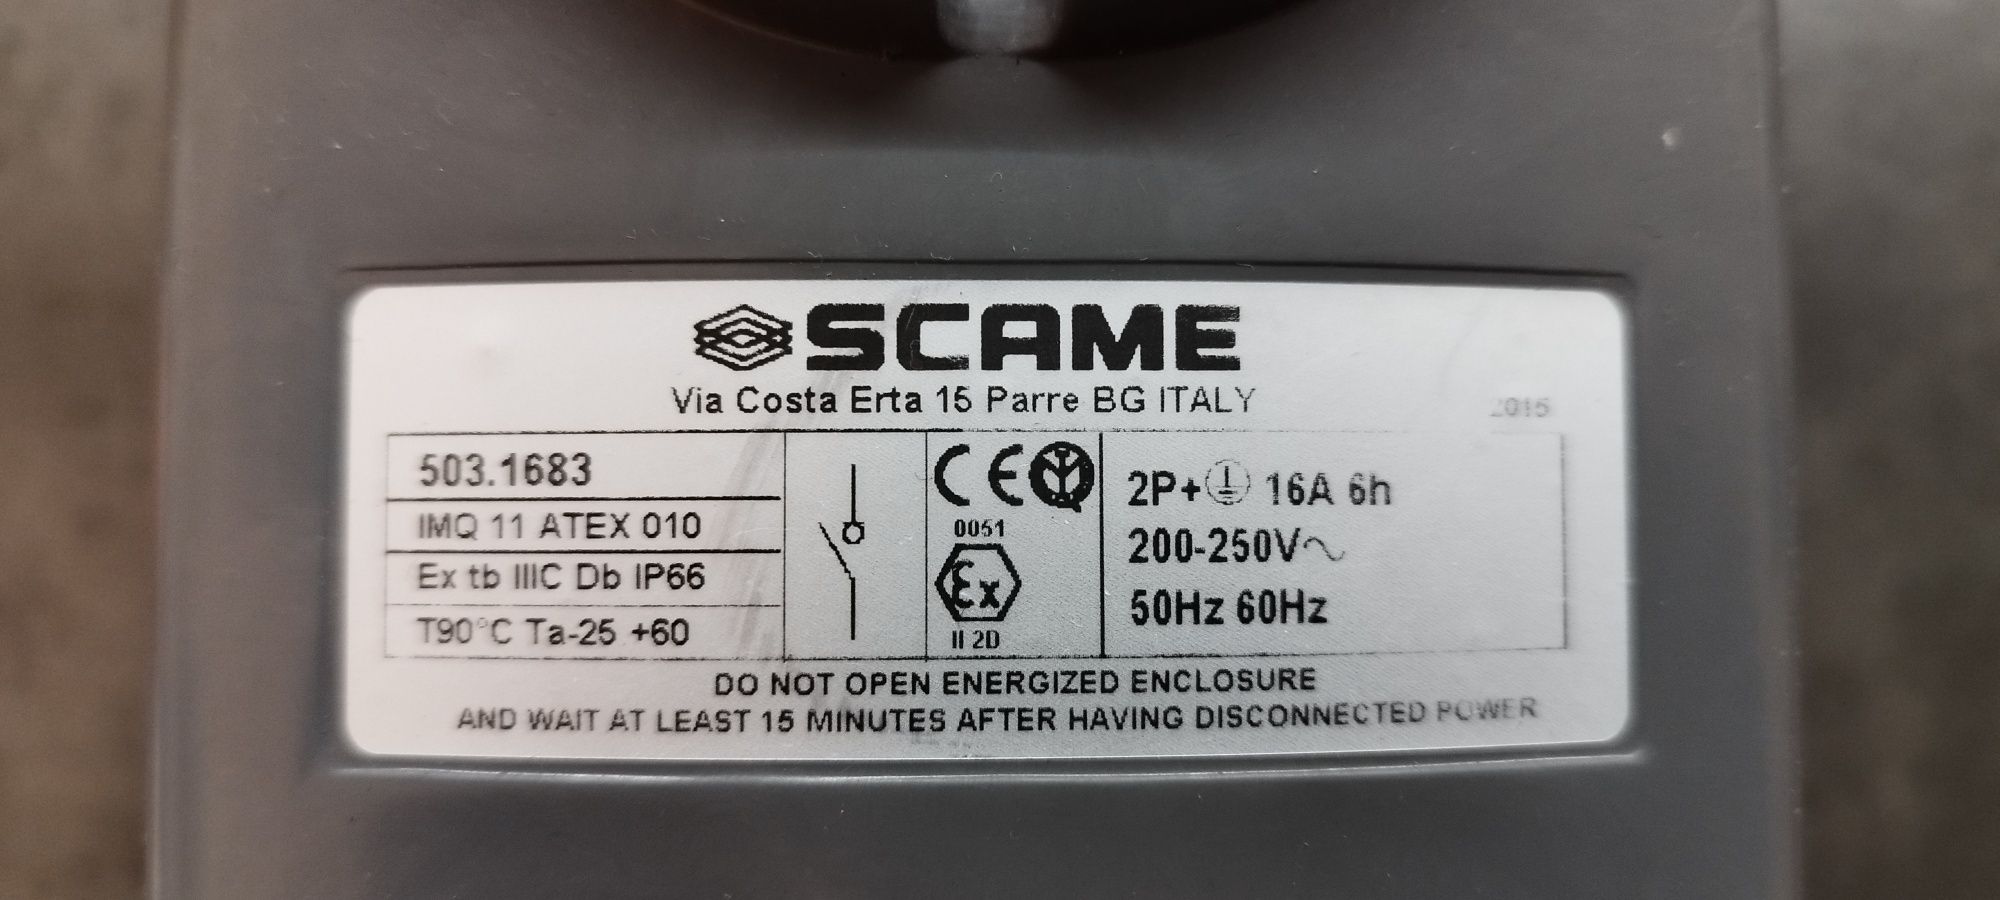 SCAME
Via Costa Erta 15 Parre BG ITALY
2015
503.1683
IMQ 11 ATEX 010
Ex tb IIIC Db IP66
T90°C Ta-25 +60
CE
0051
Ex
II 2D
2P+⏚ 16A 6h
200-250V~
50Hz 60Hz
DO NOT OPEN ENERGIZED ENCLOSURE
AND WAIT AT LEAST 15 MINUTES AFTER HAVING DISCONNECTED POWER